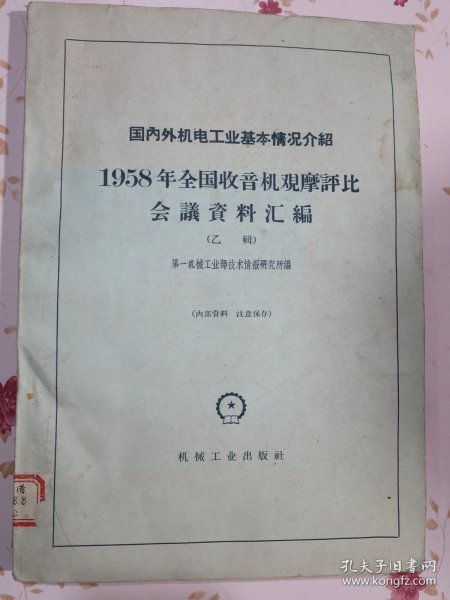 国内外机电工业基本情况介紹
1958年全国收音机观摩評比
会議資料汇編
(乙 輯)
第一机械工业部技术情报研究所編
(内部資料 注意保存)
机械工业出版社
孔夫子旧书网
www.kongfz.com